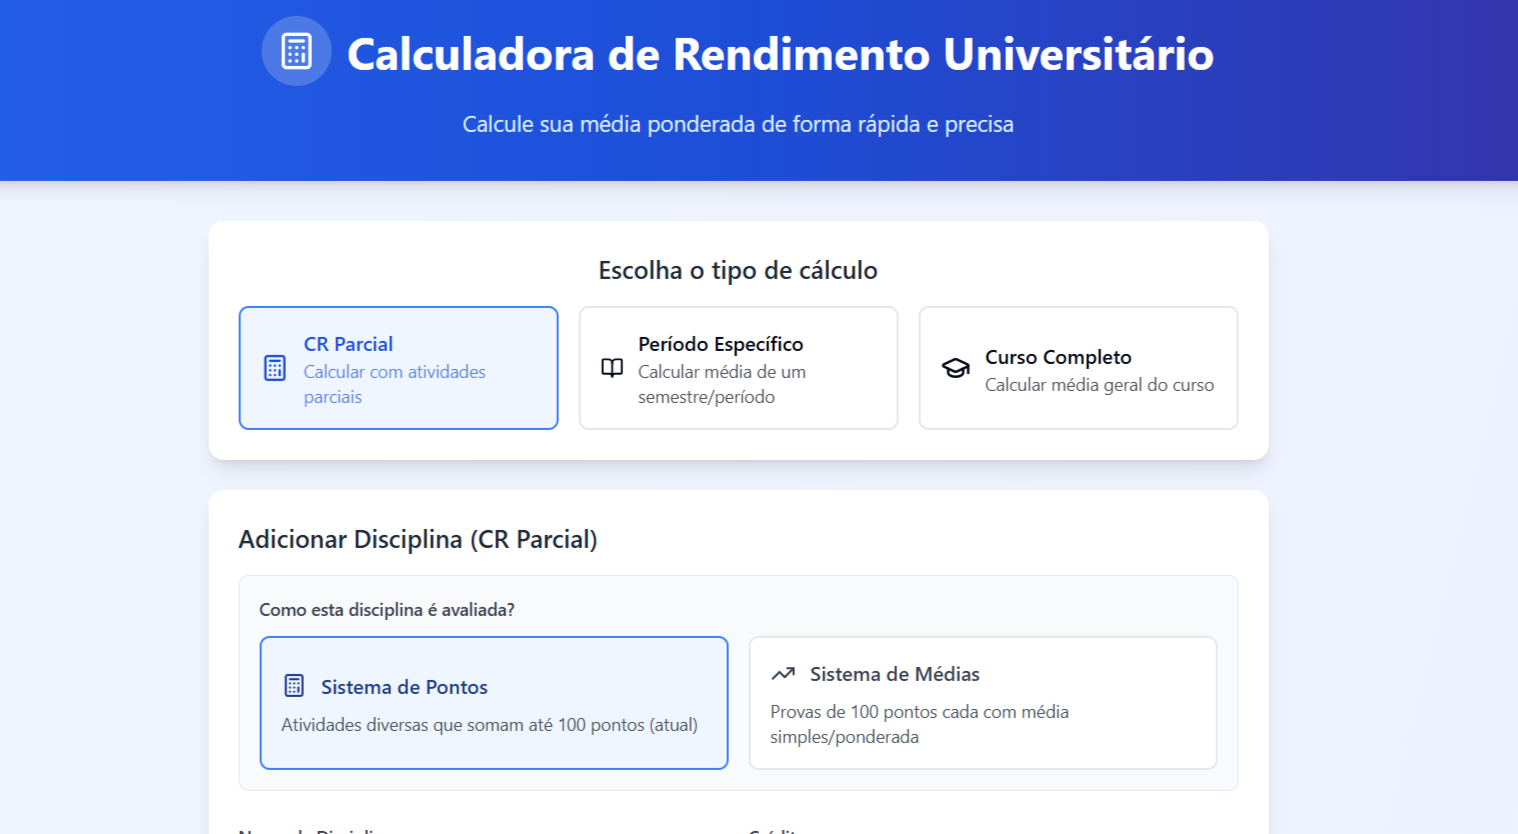 Calculadora de Rendimento Universitário
Calcule sua média ponderada de forma rápida e precisa
Escolha o tipo de cálculo
CR Parcial
Calcular com atividades
parciais
Período Específico
Calcular média de um
semestre/período
Curso Completo
Calcular média geral do curso
Adicionar Disciplina (CR Parcial)
Como esta disciplina é avaliada?
Sistema de Pontos
Atividades diversas que somam até 100 pontos (atual)
Sistema de Médias
Provas de 100 pontos cada com média
simples/ponderada